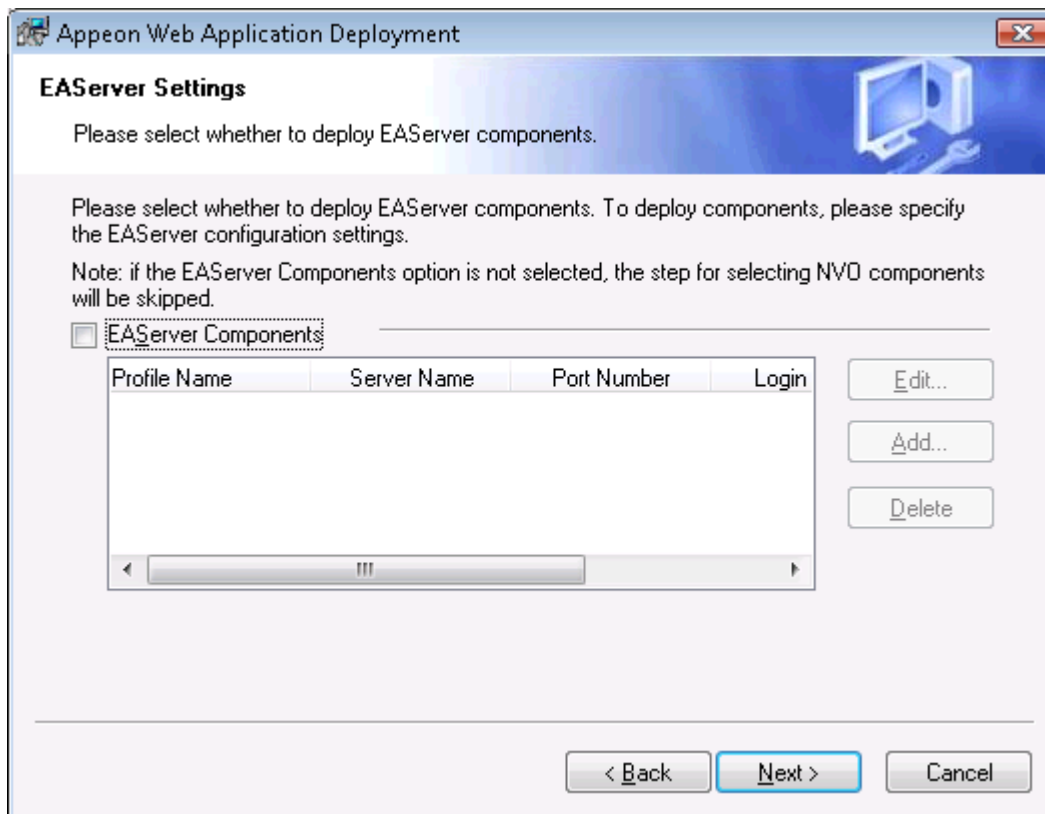 Appeon Web Application Deployment
EAServer Settings
Please select whether to deploy EAServer components.
Please select whether to deploy EAServer components. To deploy components, please specify
the EAServer configuration settings.
Note: if the EAServer Components option is not selected, the step for selecting NVO components
will be skipped.
EAServer Components
Profile Name Server Name Port Number Login
Edit...
Add...
Delete
< Back Next > Cancel